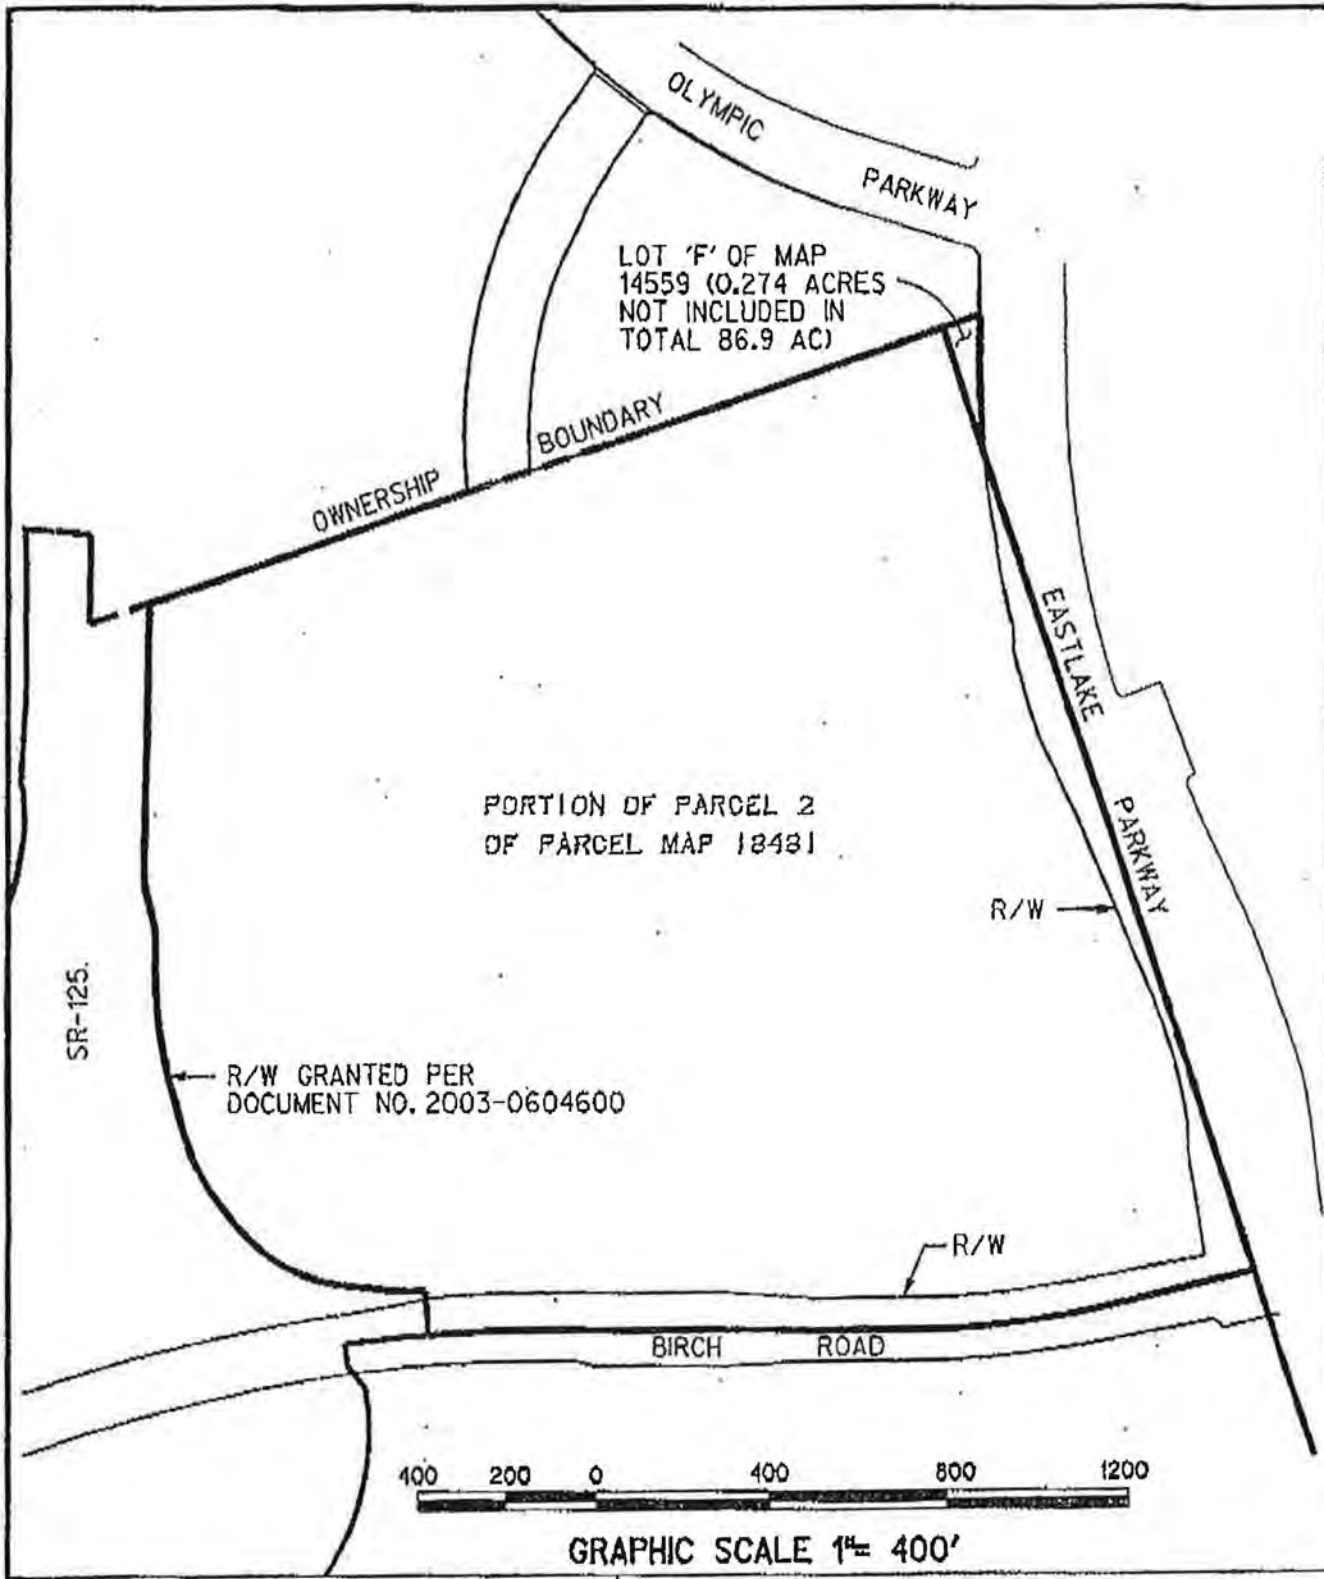 OLYMPIC
PARKWAY
LOT 'F' OF MAP
14559 (0.274 ACRES
NOT INCLUDED IN
TOTAL 86.9 AC)
OWNERSHIP BOUNDARY
EASTLAKE
PARKWAY
PORTION OF PARCEL 2
OF PARCEL MAP 18481
R/W
SR-125.
R/W GRANTED PER
DOCUMENT NO. 2003-0604600
R/W
BIRCH ROAD
400 200 0 400 800 1200
GRAPHIC SCALE 1"= 400'